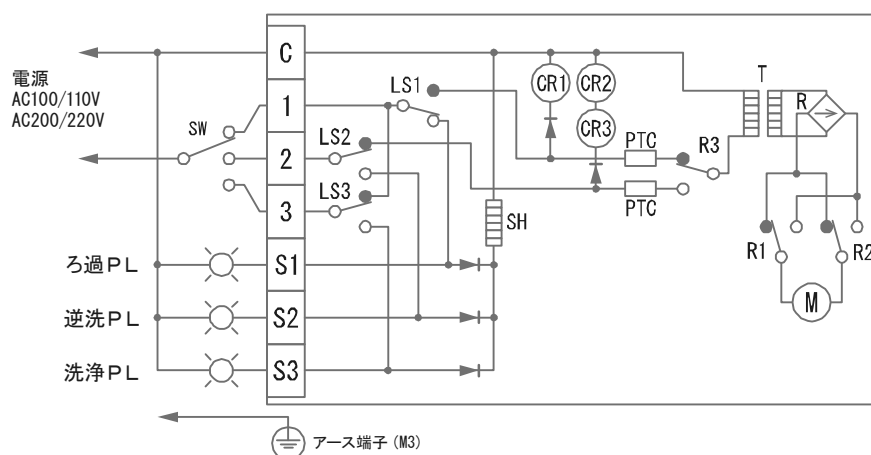 電源
AC100/110V
AC200/220V
SW
C
1
2
3
S1
S2
S3
LS1
LS2
LS3
CR1
CR2
CR3
PTC
PTC
R3
T
R
SH
R1
R2
M
ろ過PL
逆洗PL
洗浄PL
アース端子 (M3)